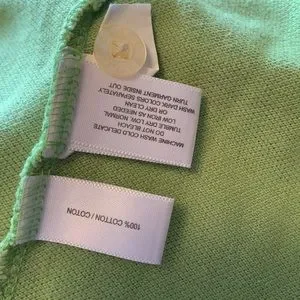 MACHINE WASH COLD DELICATE
DO NOT BLEACH
TUMBLE DRY LOW, NORMAL
LOW IRON AS NEEDED
OR DRY CLEAN
WASH DARK COLORS SEPARATELY
TURN GARMENT INSIDE OUT
100% COTTON / COTON